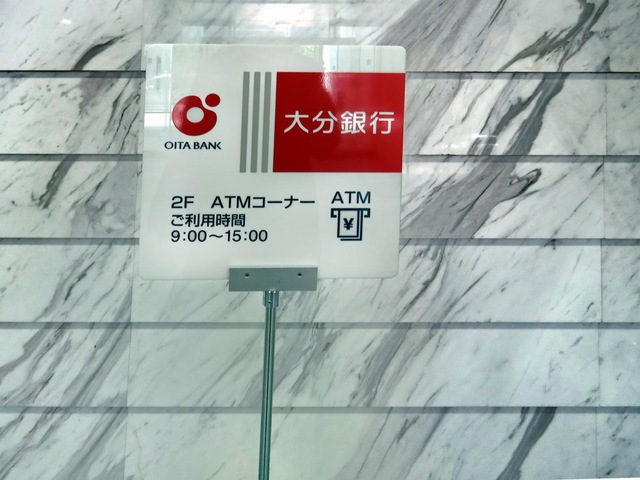 OITA BANK
大分銀行
2F ATMコーナー
ご利用時間
9:00～15:00
ATM
¥